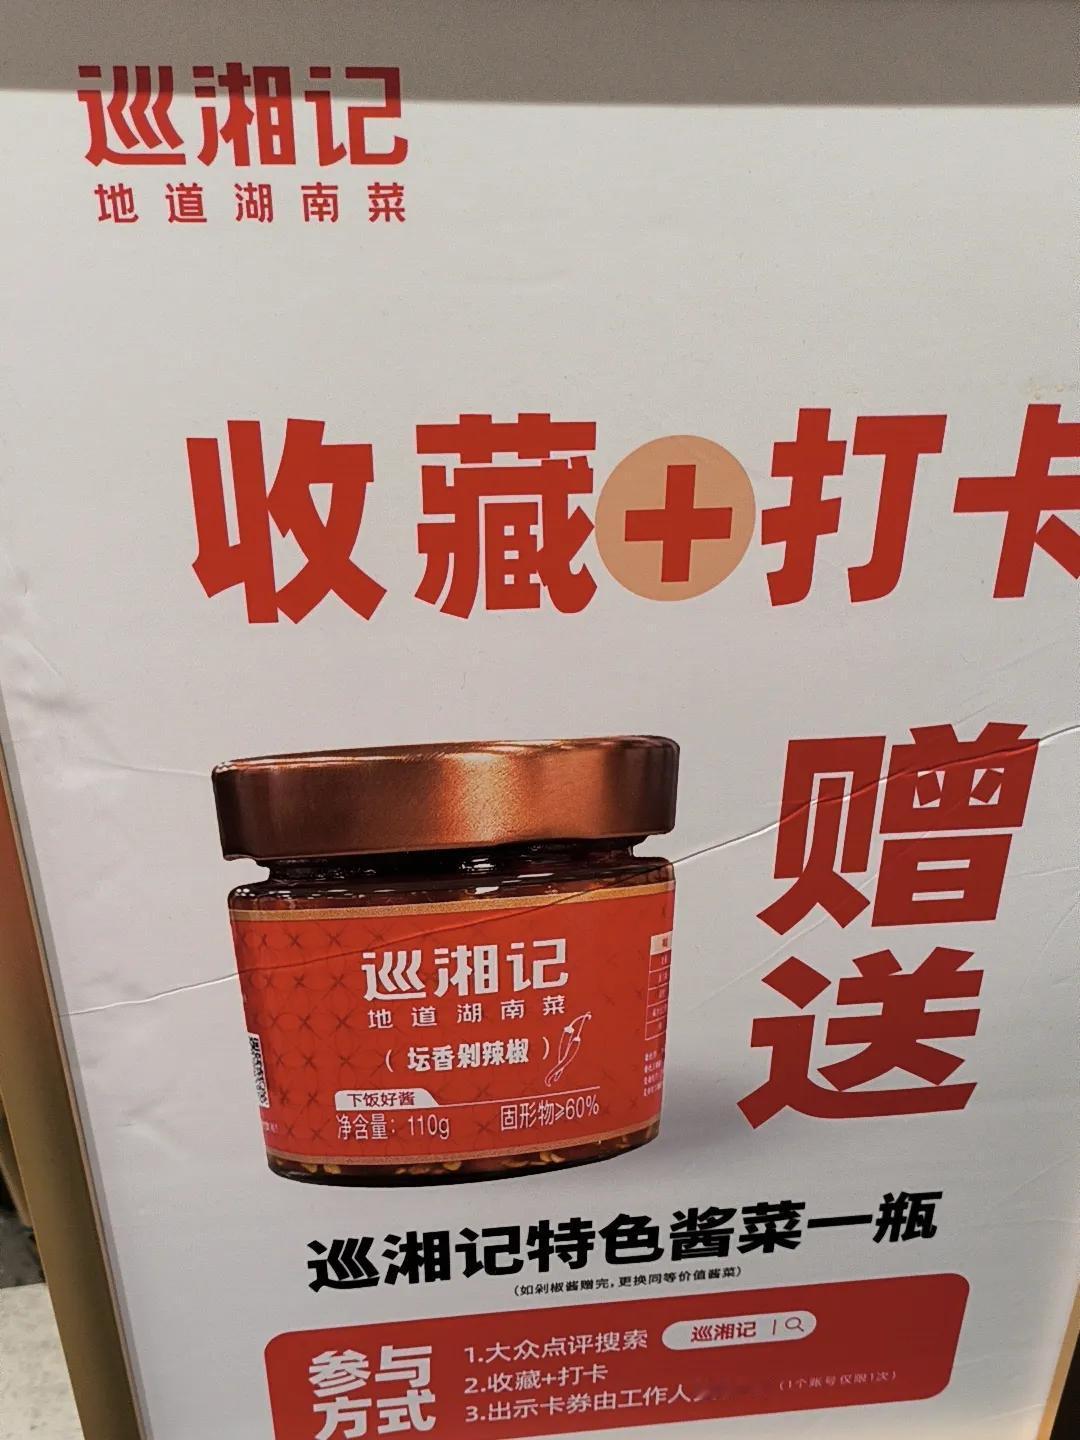 巡湘记
地道湖南菜
收藏+打卡
赠送
巡湘记
地道湖南菜
(坛香剁辣椒)
下饭好酱
净含量：110g 固形物≥60%
巡湘记特色酱菜一瓶
(如剁椒酱赠完，更换同等价值酱菜)
参与方式
1.大众点评搜索 巡湘记
2.收藏+打卡
3.出示卡券由工作人 (1个账号仅限1次)